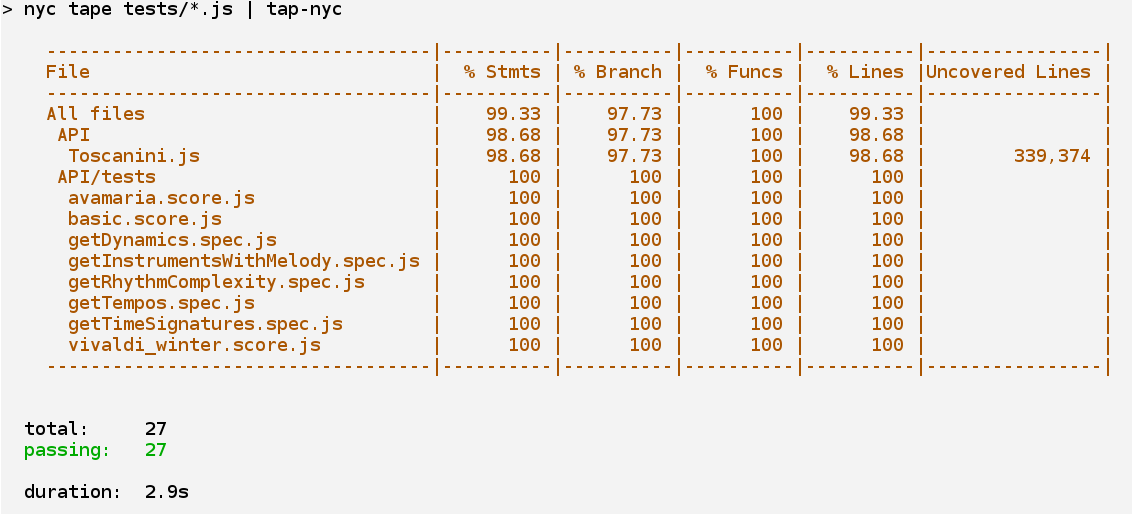 > nyc tape tests/*.js | tap-nyc
----------------------------------|----------|----------|----------|----------|----------------|
File                              |  % Stmts | % Branch |  % Funcs |  % Lines |Uncovered Lines |
----------------------------------|----------|----------|----------|----------|----------------|
All files                         |    99.33 |    97.73 |      100 |    99.33 |                |
 API                              |    98.68 |    97.73 |      100 |    98.68 |                |
  Toscanini.js                    |    98.68 |    97.73 |      100 |    98.68 |        339,374 |
 API/tests                        |      100 |      100 |      100 |      100 |                |
  avamaria.score.js               |      100 |      100 |      100 |      100 |                |
  basic.score.js                  |      100 |      100 |      100 |      100 |                |
  getDynamics.spec.js             |      100 |      100 |      100 |      100 |                |
  getInstrumentsWithMelody.spec.js |      100 |      100 |      100 |      100 |                |
  getRhythmComplexity.spec.js     |      100 |      100 |      100 |      100 |                |
  getTempos.spec.js               |      100 |      100 |      100 |      100 |                |
  getTimeSignatures.spec.js       |      100 |      100 |      100 |      100 |                |
  vivaldi_winter.score.js         |      100 |      100 |      100 |      100 |                |
----------------------------------|----------|----------|----------|----------|----------------|
total:     27
passing:   27
duration:  2.9s